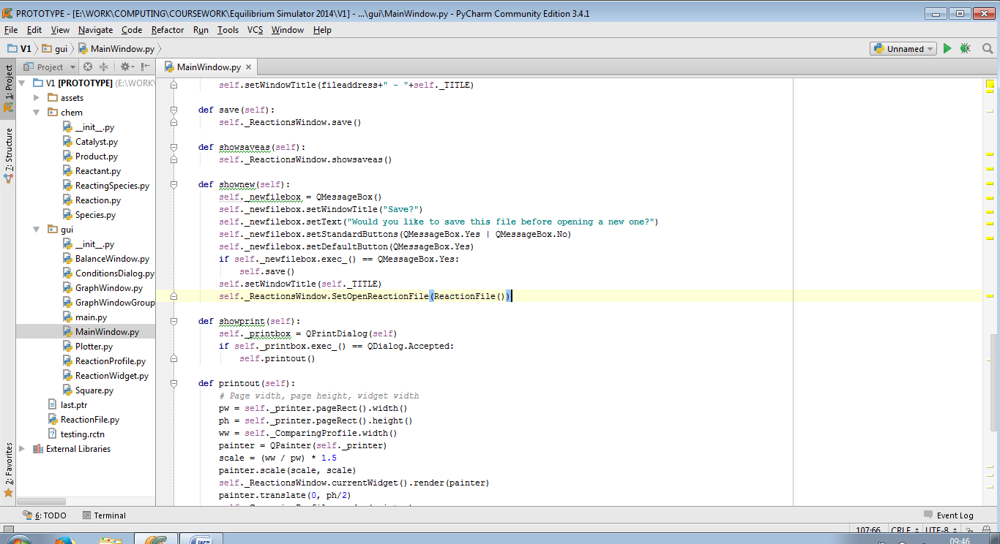 PROTOTYPE - [E:\WORK\COMPUTING\COURSEWORK\Equilibrium Simulator 2014\V1] - ...\gui\MainWindow.py - PyCharm Community Edition 3.4.1
File Edit View Navigate Code Refactor Run Tools VCS Window Help
V1 gui MainWindow.py Unnamed
Project MainWindow.py
1: Project
7: Structure
2: Favorites
V1 [PROTOTYPE] (E:\WORK\
assets
chem
__init__.py
Catalyst.py
Product.py
Reactant.py
ReactingSpecies.py
Reaction.py
Species.py
gui
__init__.py
BalanceWindow.py
ConditionsDialog.py
GraphWindow.py
GraphWindowGroup
main.py
MainWindow.py
Plotter.py
ReactionProfile.py
ReactionWidget.py
Square.py
last.ptr
ReactionFile.py
testing.rctn
External Libraries
self.setWindowTitle(fileaddress+" - "+self._TITLE)
def save(self):
self._ReactionsWindow.save()
def showsaveas(self):
self._ReactionsWindow.showsaveas()
def shownew(self):
self._newfilebox = QMessageBox()
self._newfilebox.setWindowTitle("Save?")
self._newfilebox.setText("Would you like to save this file before opening a new one?")
self._newfilebox.setStandardButtons(QMessageBox.Yes | QMessageBox.No)
self._newfilebox.setDefaultButton(QMessageBox.Yes)
if self._newfilebox.exec_() == QMessageBox.Yes:
self.save()
self.setWindowTitle(self._TITLE)
self._ReactionsWindow.SetOpenReactionFile(ReactionFile())
def showprint(self):
self._printbox = QPrintDialog(self)
if self._printbox.exec_() == QDialog.Accepted:
self.printout()
def printout(self):
# Page width, page height, widget width
pw = self._printer.pageRect().width()
ph = self._printer.pageRect().height()
ww = self._ComparingProfile.width()
painter = QPainter(self._printer)
scale = (ww / pw) * 1.5
painter.scale(scale, scale)
self._ReactionsWindow.currentWidget().render(painter)
painter.translate(0, ph/2)
6: TODO Terminal Event Log
107:66 CRLF UTF-8
09:46